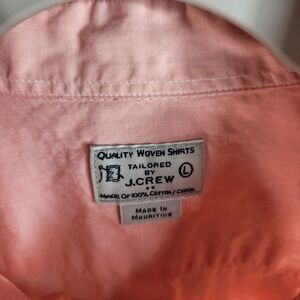 QUALITY WOVEN SHIRTS
TAILORED
BY L
J.CREW
MADE OF 100% COTTON / COTON
MADE IN
MAURITIUS